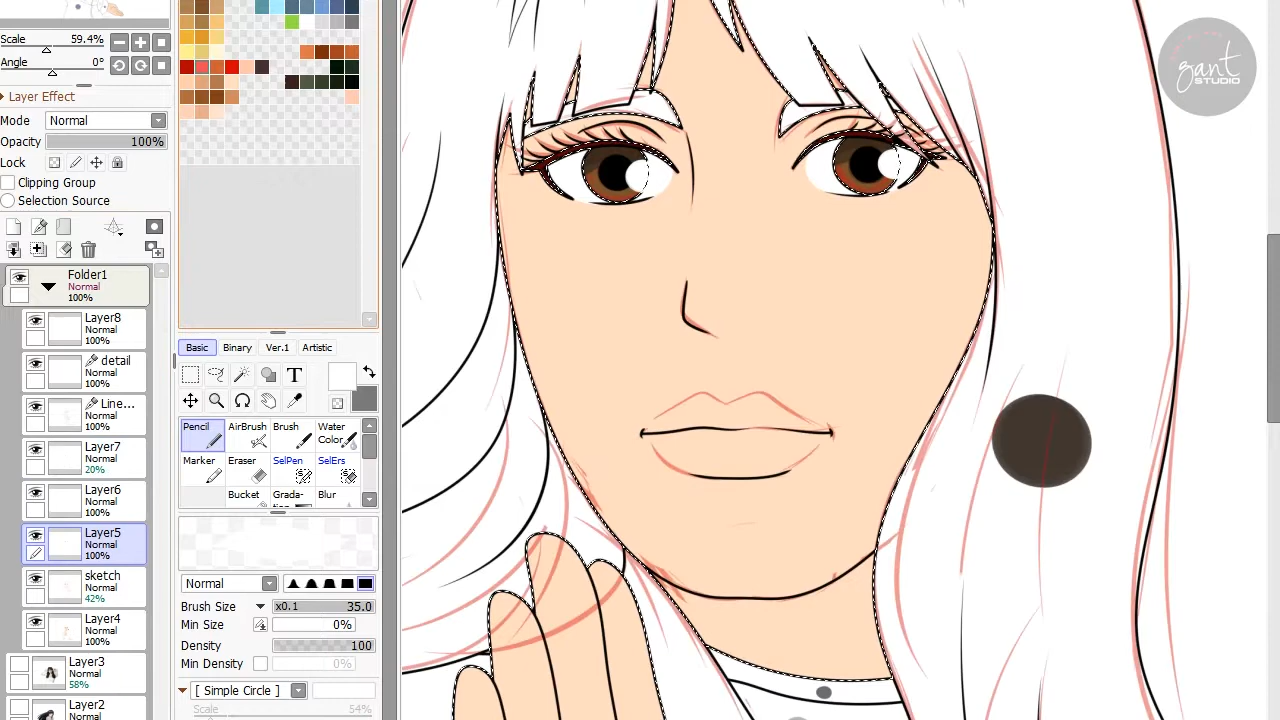 Scale 59.4%
Angle 0°
Layer Effect
Mode Normal
Opacity 100%
Lock
Clipping Group
Selection Source
Folder1
Normal
100%
Layer8
Normal
100%
detail
Normal
100%
Line...
Normal
100%
Layer7
Normal
20%
Layer6
Normal
100%
Layer5
Normal
100%
sketch
Normal
42%
Layer4
Normal
100%
Layer3
Normal
58%
Layer2
Normal
Basic Binary Ver.1 Artistic
T
Pencil AirBrush Brush Water Color
Marker Eraser SelPen SelErs
Bucket Grada- Blur
Normal
Brush Size x0.1 35.0
Min Size 0%
Density 100
Min Density 0%
[ Simple Circle ]
Scale 54%
gant
STUDIO